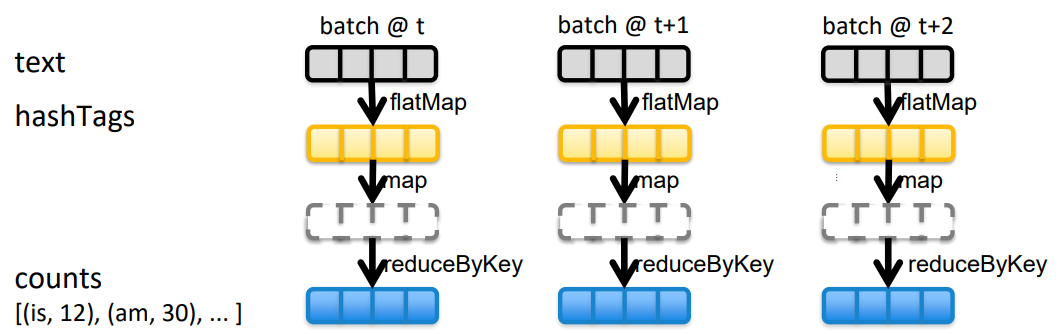 batch @ t
batch @ t+1
batch @ t+2
text
flatMap
flatMap
flatMap
hashTags
map
map
map
reduceByKey
reduceByKey
reduceByKey
counts
[(is, 12), (am, 30), ... ]